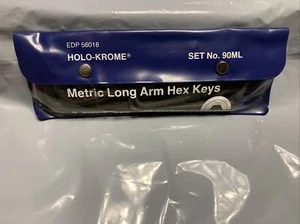 EDP 56018
HOLO-KROME® SET No. 90ML
Metric Long Arm Hex Keys